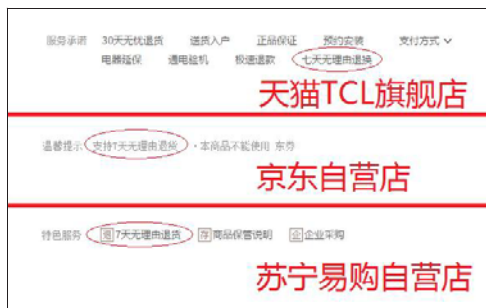 服务承诺 30天无忧退货 送货入户 正品保证 预约安装 支付方式
电器延保 通电验机 极速退款 七天无理由退换
天猫TCL旗舰店
温馨提示 支持7天无理由退货 · 本商品不能使用 东券
京东自营店
特色服务 退 7天无理由退货 存 商品保管说明 企 企业采购
苏宁易购自营店